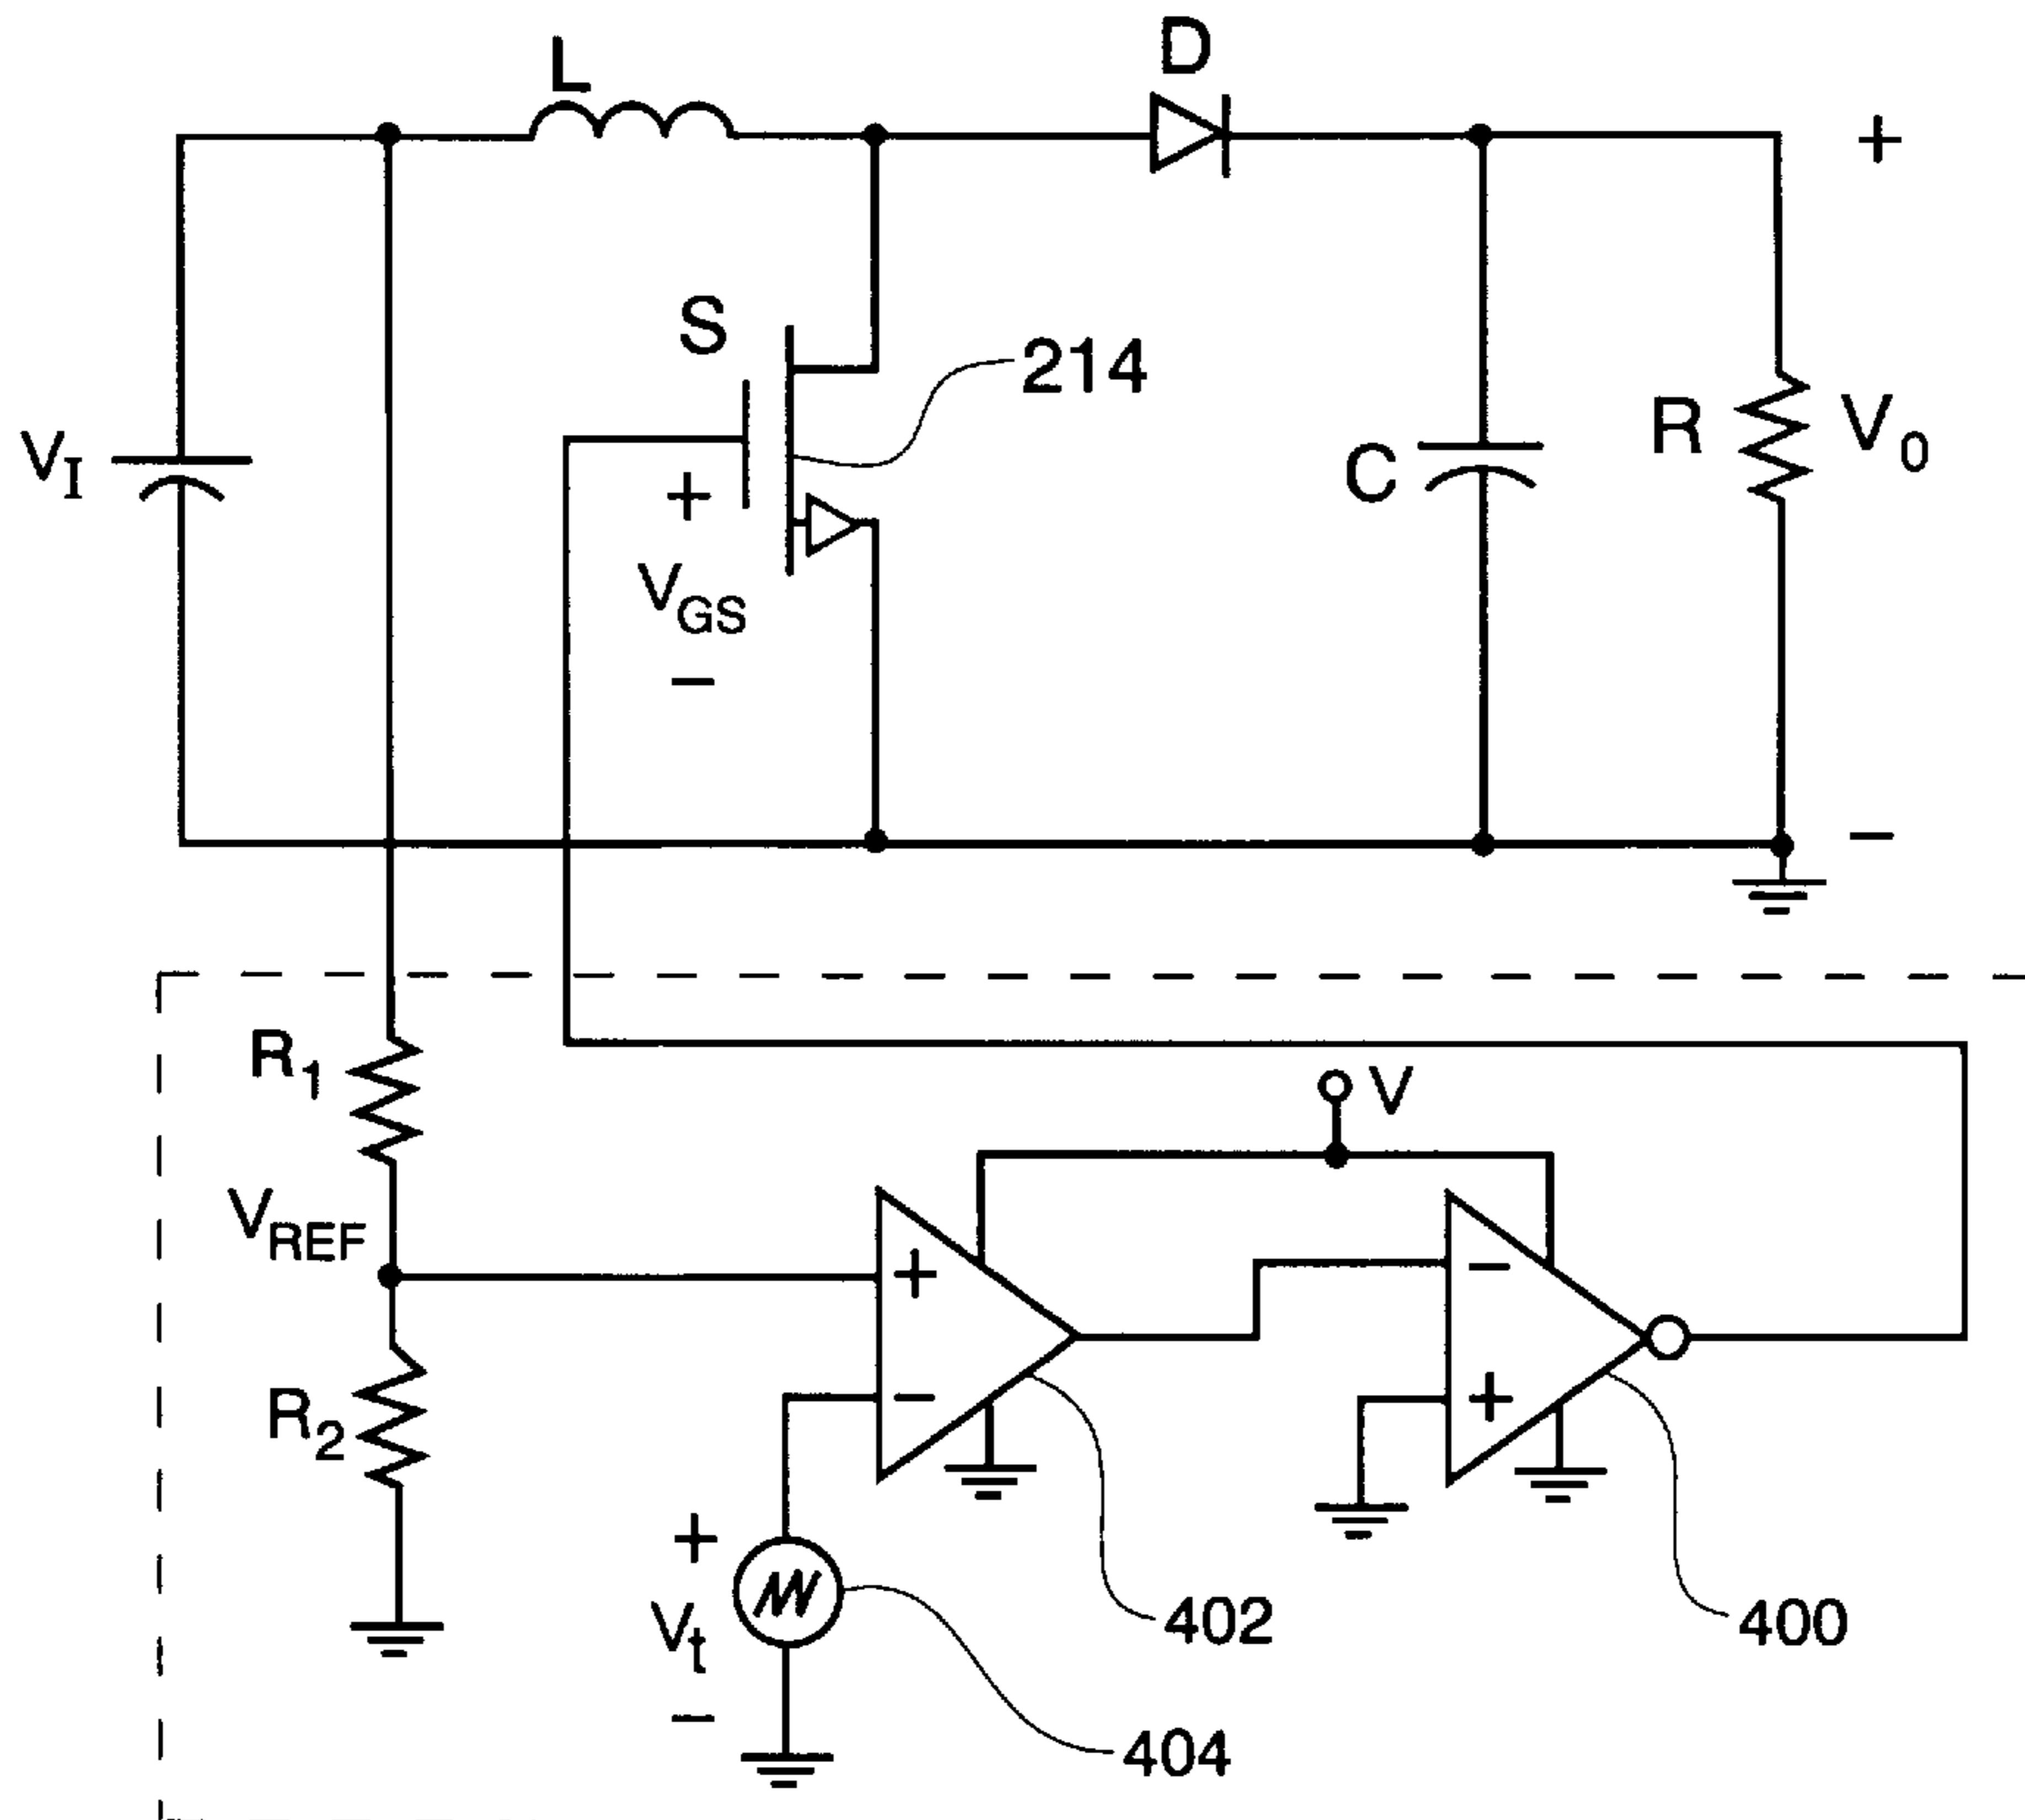 L
D
+
S
214
V_I
+
V_GS
−
C
R
V_0
−
R_1
V
V_REF
+
−
−
+
R_2
+
V_t
−
402
400
404